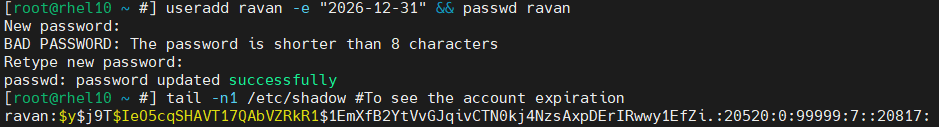 [root@rhel10 ~ #] useradd ravan -e "2026-12-31" && passwd ravan
New password:
BAD PASSWORD: The password is shorter than 8 characters
Retype new password:
passwd: password updated successfully
[root@rhel10 ~ #] tail -n1 /etc/shadow #To see the account expiration
ravan:$y$j9T$IeO5cqSHAVT17QAbVZRkR1$1EmXfB2YtVvGJqivCTN0kj4NzsAxpDErIRwwy1EfZi.:20520:0:99999:7::20817: